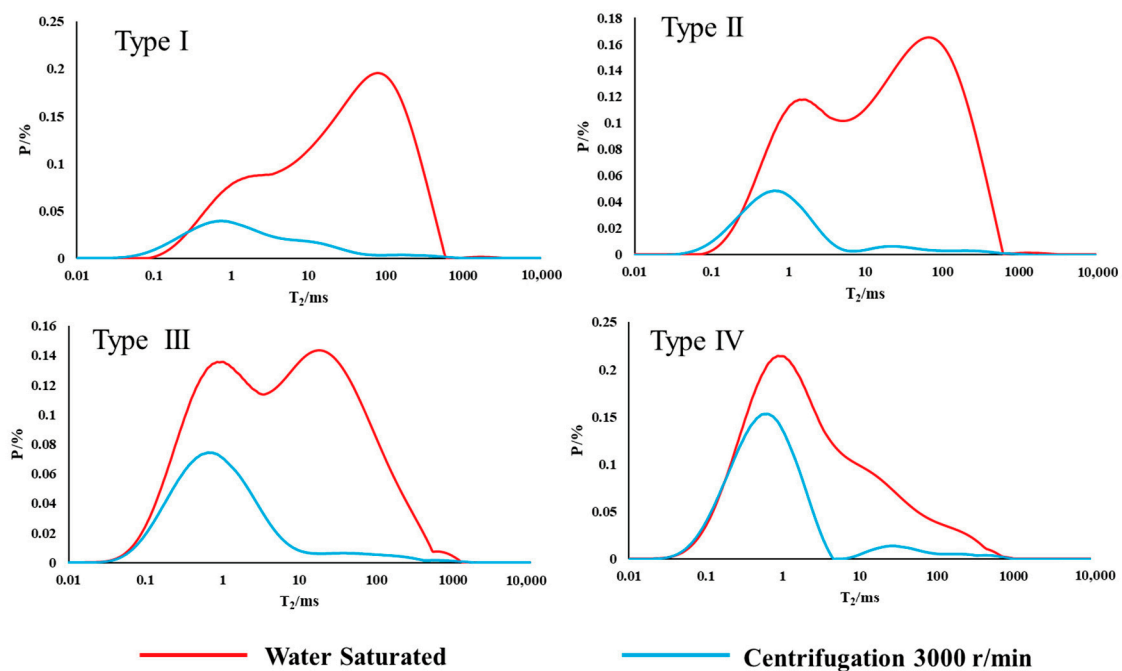 Type I
0.25
0.2
0.15
0.1
0.05
0
P/%
0.01 0.1 1 10 100 1000 10,000
T2/ms
Type II
0.18
0.16
0.14
0.12
0.1
0.08
0.06
0.04
0.02
0
P/%
0.01 0.1 1 10 100 1000 10,000
T2/ms
Type III
0.16
0.14
0.12
0.1
0.08
0.06
0.04
0.02
0
P/%
0.01 0.1 1 10 100 1000 10,000
T2/ms
Type IV
0.25
0.2
0.15
0.1
0.05
0
P/%
0.01 0.1 1 10 100 1000 10,000
T2/ms
Water Saturated
Centrifugation 3000 r/min